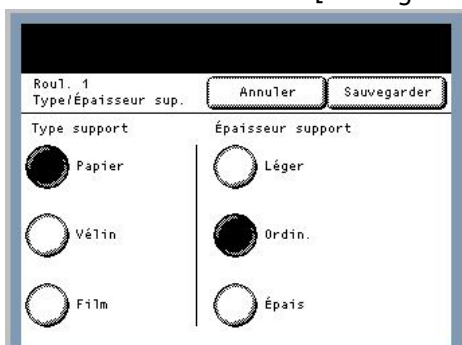 Roul. 1
Type/Épaisseur sup.
Annuler
Sauvegarder
Type support
Épaisseur support
Papier
Léger
Vélin
Ordin.
Film
Épais